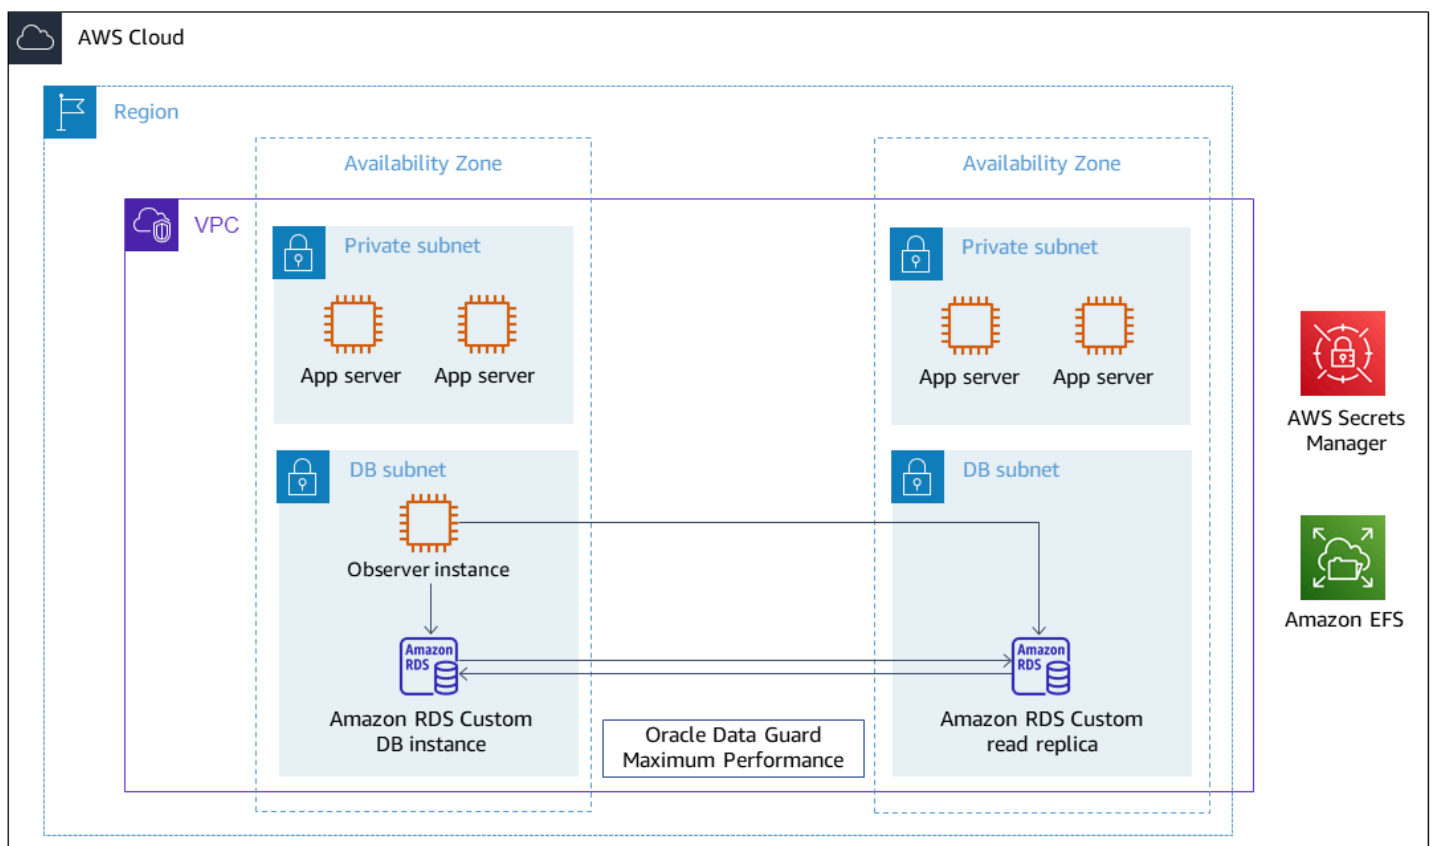 AWS Cloud
Region
Availability Zone
Availability Zone
VPC
Private subnet
Private subnet
App server
App server
App server
App server
AWS Secrets
Manager
DB subnet
DB subnet
Observer instance
Amazon EFS
Amazon
RDS
Amazon
RDS
Amazon RDS Custom
DB instance
Oracle Data Guard
Maximum Performance
Amazon RDS Custom
read replica